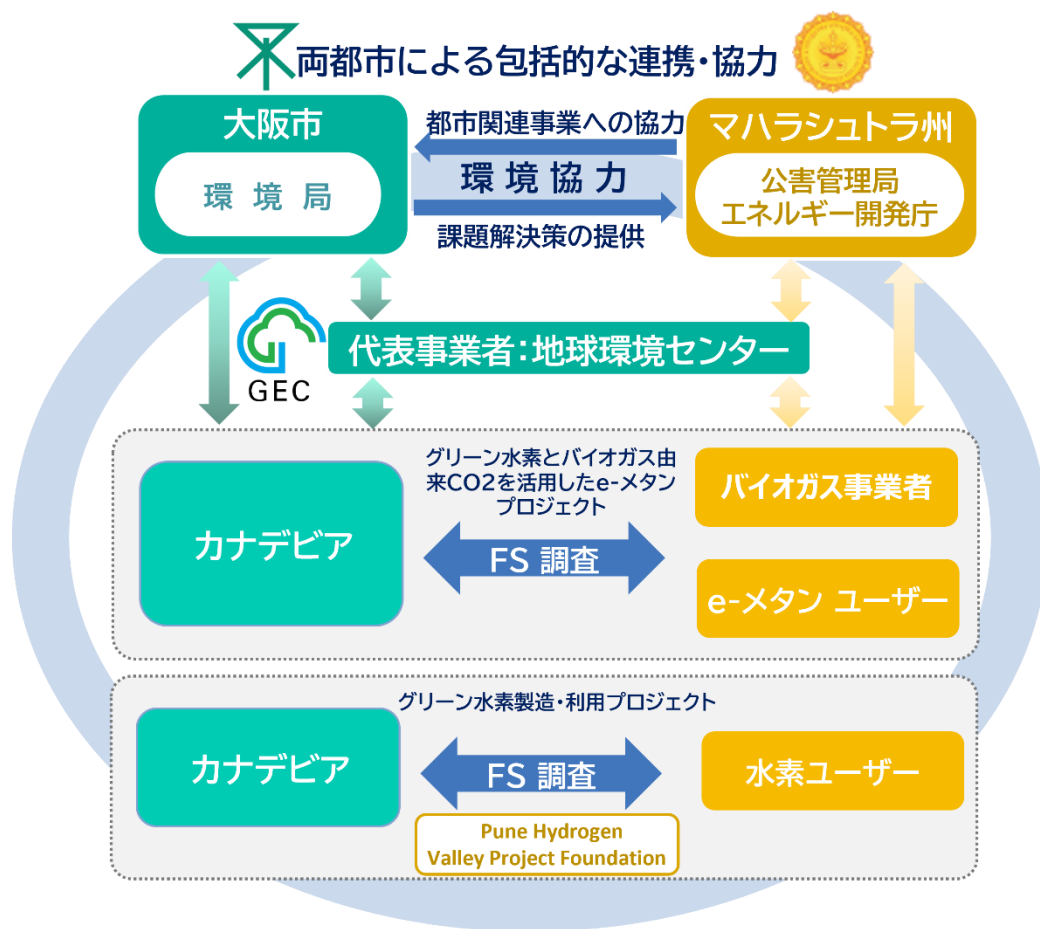 両都市による包括的な連携・協力
大阪市
環 境 局
都市関連事業への協力
環 境 協 力
課題解決策の提供
マハラシュトラ州
公害管理局
エネルギー開発庁
GEC
代表事業者：地球環境センター
カナデビア
グリーン水素とバイオガス由
来CO2を活用したe-メタン
プロジェクト
FS 調査
バイオガス事業者
e-メタン ユーザー
グリーン水素製造・利用プロジェクト
カナデビア
FS 調査
水素ユーザー
Pune Hydrogen
Valley Project Foundation